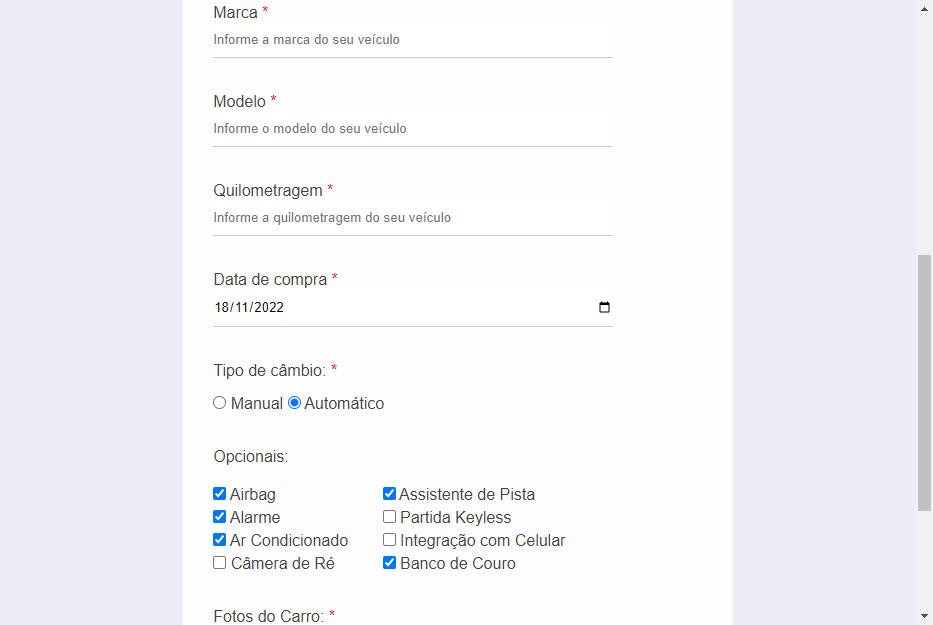 Marca *
Informe a marca do seu veículo
Modelo *
Informe o modelo do seu veículo
Quilometragem *
Informe a quilometragem do seu veículo
Data de compra *
18/11/2022
Tipo de câmbio: *
Manual Automático
Opcionais:
Airbag Assistente de Pista
Alarme Partida Keyless
Ar Condicionado Integração com Celular
Câmera de Ré Banco de Couro
Fotos do Carro: *